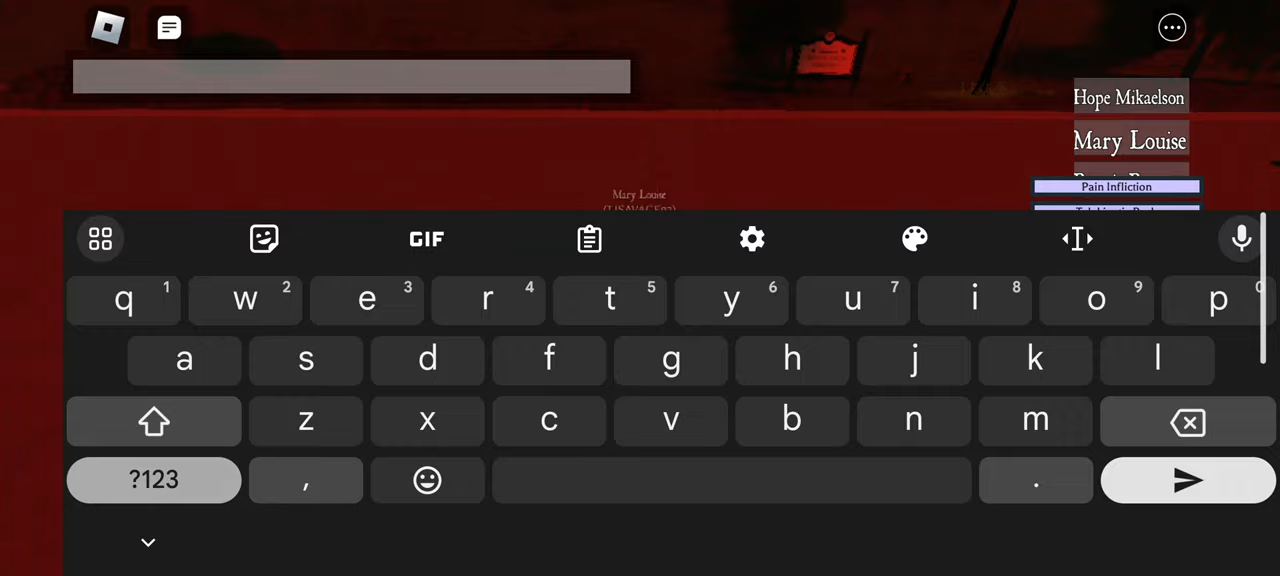 Hope Mikaelson
Mary Louise
Pain Infliction
Mary Louise
GIF
q 1 w 2 e 3 r 4 t 5 y 6 u 7 i 8 o 9 p 0
a s d f g h j k l
z x c v b n m
?123 , .